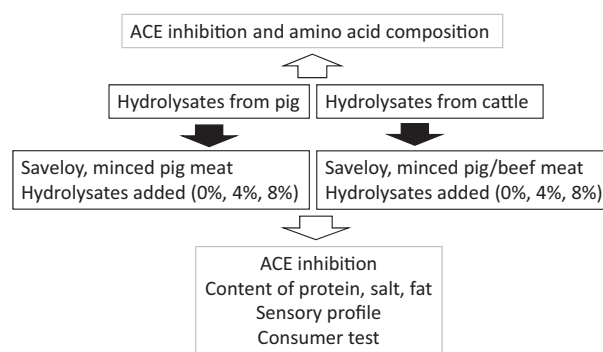 ACE inhibition and amino acid composition
Hydrolysates from pig
Hydrolysates from cattle
Saveloy, minced pig meat
Hydrolysates added (0%, 4%, 8%)
Saveloy, minced pig/beef meat
Hydrolysates added (0%, 4%, 8%)
ACE inhibition
Content of protein, salt, fat
Sensory profile
Consumer test